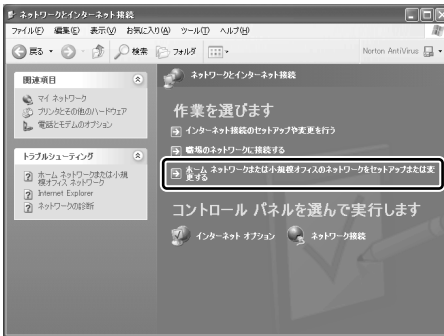 ネットワークとインターネット接続
ファイル(F) 編集(E) 表示(V) お気に入り(A) ツール(T) ヘルプ(H)
戻る 検索 フォルダ Norton AntiVirus
関連項目
マイ ネットワーク
プリンタとその他のハードウェア
電話とモデムのオプション
トラブルシューティング
ホーム ネットワークまたは小規
模オフィス ネットワーク
Internet Explorer
ネットワークの診断
ネットワークとインターネット接続
作業を選びます
インターネット接続のセットアップや変更を行う
職場のネットワークに接続する
ホーム ネットワークまたは小規模オフィスのネットワークをセットアップまたは変
更する
コントロール パネルを選んで実行します
インターネット オプション ネットワーク接続